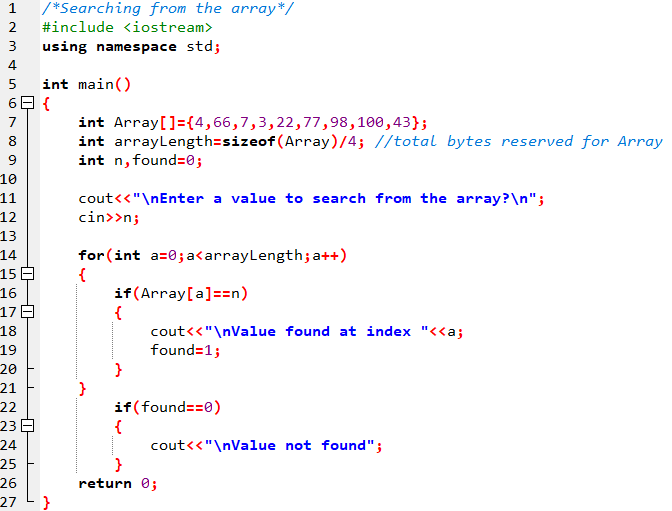 1 /*Searching from the array*/
2 #include <iostream>
3 using namespace std;
4
5 int main()
6 {
7 int Array[]={4,66,7,3,22,77,98,100,43};
8 int arrayLength=sizeof(Array)/4; //total bytes reserved for Array
9 int n,found=0;
10
11 cout<<"\nEnter a value to search from the array?\n";
12 cin>>n;
13
14 for(int a=0;a<arrayLength;a++)
15 {
16 if(Array[a]==n)
17 {
18 cout<<"\nValue found at index "<<a;
19 found=1;
20 }
21 }
22 if(found==0)
23 {
24 cout<<"\nValue not found";
25 }
26 return 0;
27 }